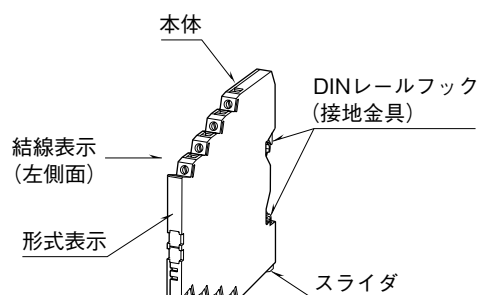 本体
DINレールフック
(接地金具)
結線表示
(左側面)
形式表示
スライダ